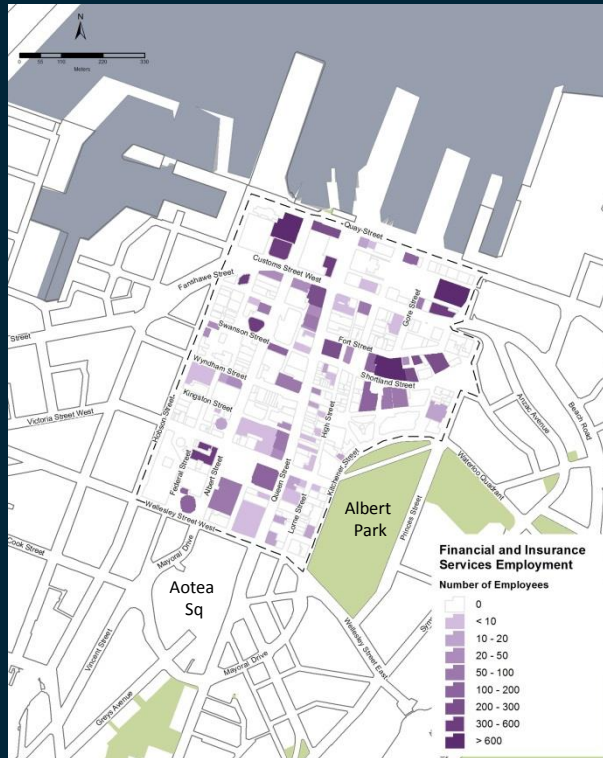 N
0 55 110 220 330
Meters
Quay Street
Customs Street West
Fanshawe Street
Gore Street
Swanson Street
Fort Street
Shortland Street
Wyndham Street
Kingston Street
Hobson Street
High Street
Anzac Avenue
Beach Road
Victoria Street West
Street
Federal Street
Albert Street
Queen Street
Lorne Street
Kitchener Street
Waterloo Quadrant
Princes Street
Albert
Park
Wellesley Street West
Mayoral Drive
Cook Street
Aotea
Sq
Vincent Street
Mayoral Drive
Greys Avenue
Wellesley Street East
Financial and Insurance
Services Employment
Number of Employees
0
< 10
10 - 20
20 - 50
50 - 100
100 - 200
200 - 300
300 - 600
> 600